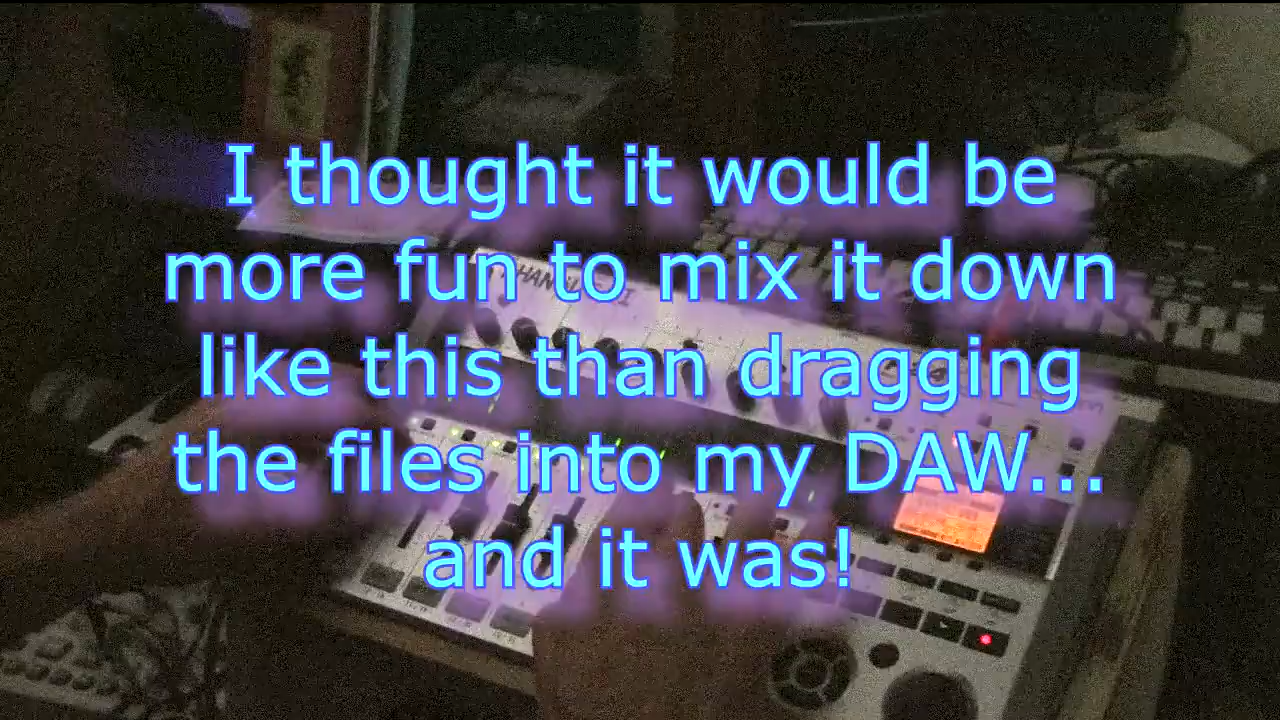 I thought it would be
more fun to mix it down
like this than dragging
the files into my DAW...
and it was!